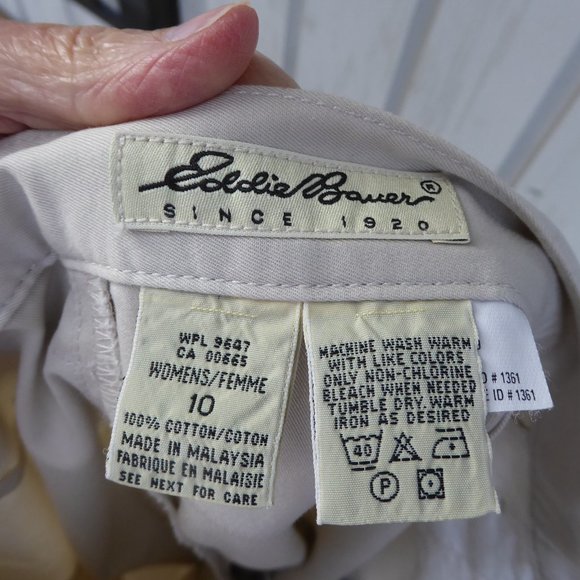 Eddie Bauer®
SINCE 1920
WPL 9647
CA 00665
WOMENS/FEMME
10
100% COTTON/COTON
MADE IN MALAYSIA
FABRIQUE EN MALAISIE
SEE NEXT FOR CARE
MACHINE WASH WARM
WITH LIKE COLORS
ONLY NON-CHLORINE
BLEACH WHEN NEEDED
TUMBLE DRY WARM
IRON AS DESIRED
40
P
D # 1361
E ID # 1361